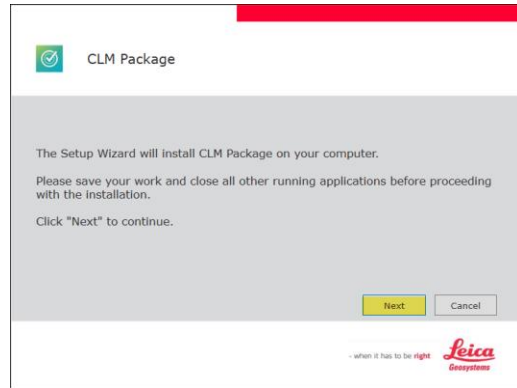 CLM Package
The Setup Wizard will install CLM Package on your computer.
Please save your work and close all other running applications before proceeding
with the installation.
Click "Next" to continue.
Next
Cancel
- when it has to be right
Leica
Geosystems